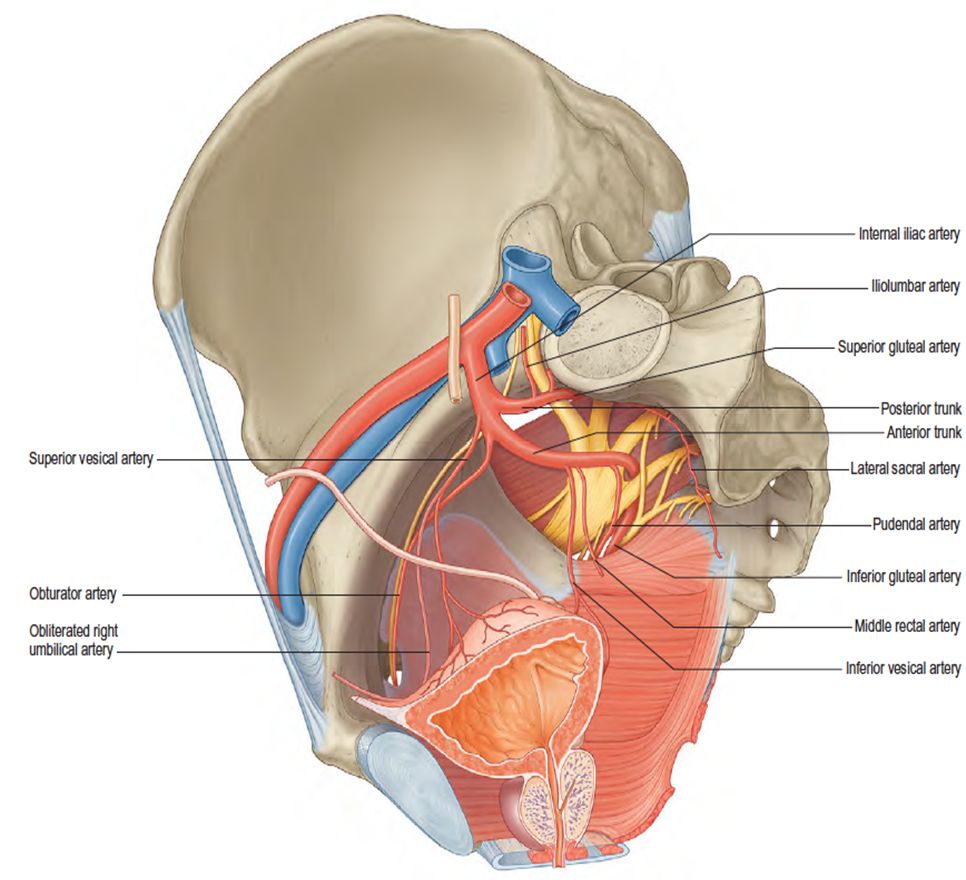 Internal iliac artery
Iliolumbar artery
Superior gluteal artery
Posterior trunk
Anterior trunk
Superior vesical artery
Lateral sacral artery
Pudendal artery
Inferior gluteal artery
Obturator artery
Middle rectal artery
Obliterated right
umbilical artery
Inferior vesical artery